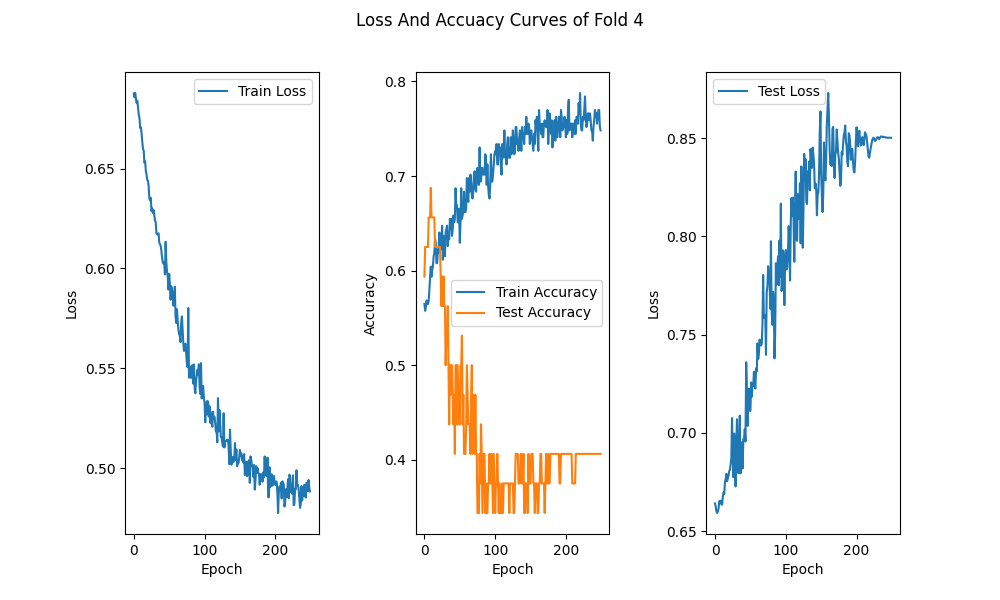 Loss And Accuacy Curves of Fold 4
Train Loss
0.65
0.60
0.55
0.50
Loss
0
100
200
Epoch
0.8
0.7
0.6
0.5
0.4
Accuracy
Train Accuracy
Test Accuracy
0
100
200
Epoch
Test Loss
0.85
0.80
0.75
0.70
0.65
Loss
0
100
200
Epoch